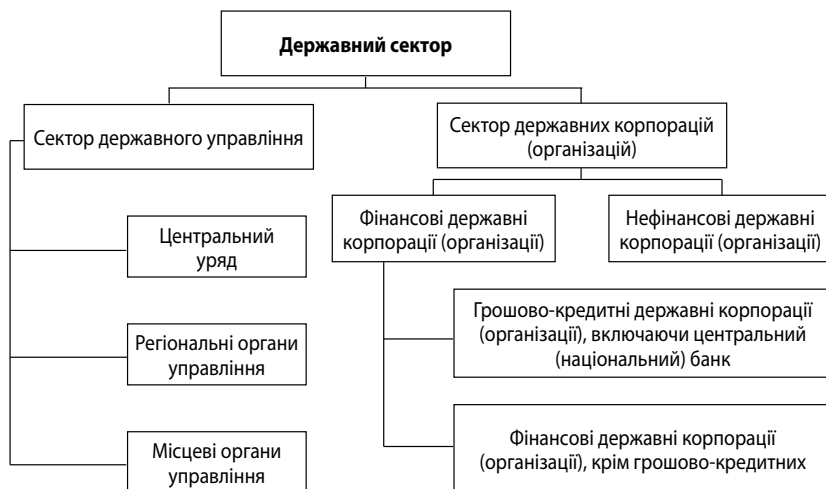 Державний сектор
Сектор державного управління
Сектор державних корпорацій
(організацій)
Центральний
уряд
Регіональні органи
управління
Місцеві органи
управління
Фінансові державні
корпорації (організації)
Нефінансові державні
корпорації (організації)
Грошово-кредитні державні корпорації
(організації), включаючи центральний
(національний) банк
Фінансові державні корпорації
(організації), крім грошово-кредитних